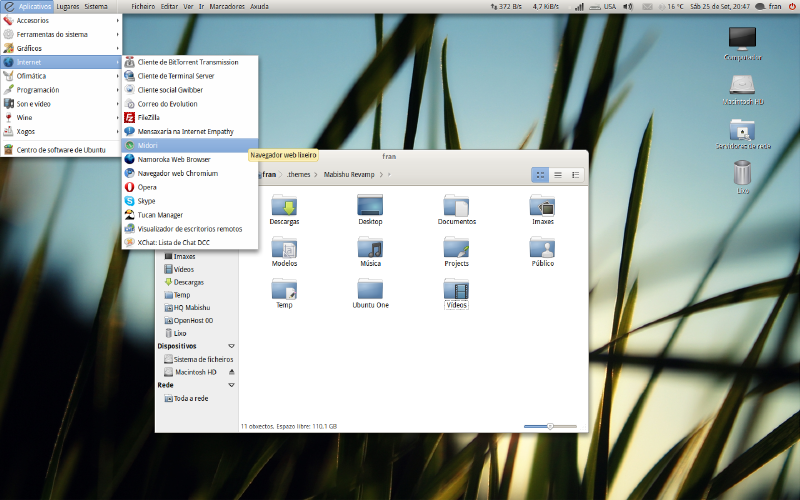 Aplicativos Lugares Sistema Ficheiro Editar Ver Ir Marcadores Axuda 372 B/s 4,7 KiB/s USA 16 °C Sáb 25 de Set, 20:47 fran
Accesorios
Ferramentas do sistema
Gráficos
Internet
Ofimática
Programación
Son e vídeo
Wine
Xogos
Centro de software de Ubuntu
Cliente de BitTorrent Transmission
Cliente de Terminal Server
Cliente social Gwibber
Correo do Evolution
FileZilla
Mensaxaría na Internet Empathy
Midori
Namoroka Web Browser
Navegador web Chromium
Opera
Skype
Tucan Manager
Visualizador de escritorios remotos
XChat: Lista de Chat DCC
Navegador web lixeiro
Computador
Macintosh HD
Servidores de rede
Lixo
fran
fran .themes Mabishu Revamp
Descargas Desktop Documentos Imaxes
Modelos Música Projects Público
Temp Ubuntu One Vídeos
Imaxes
Vídeos
Descargas
Temp
HQ Mabishu
OpenHost 00
Lixo
Dispositivos
Sistema de ficheiros
Macintosh HD
Rede
Toda a rede
11 obxectos. Espazo libre: 110,1 GB